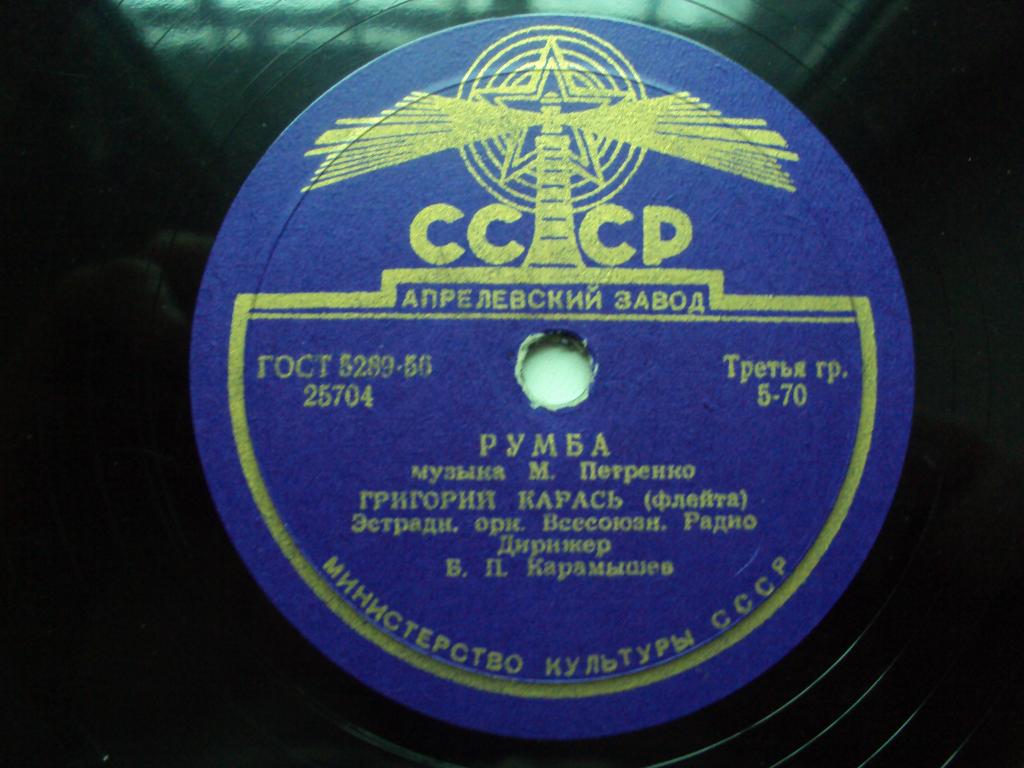 СССР
АПРЕЛЕВСКИЙ ЗАВОД
ГОСТ 5289-56
25704
Третья гр.
5-70
РУМБА
музыка М. Петренко
ГРИГОРИЙ КАРАСЬ (флейта)
Эстрадн. орк. Всесоюзн. Радио
Дирижер
Б. П. Карамышев
МИНИСТЕРСТВО КУЛЬТУРЫ СССР